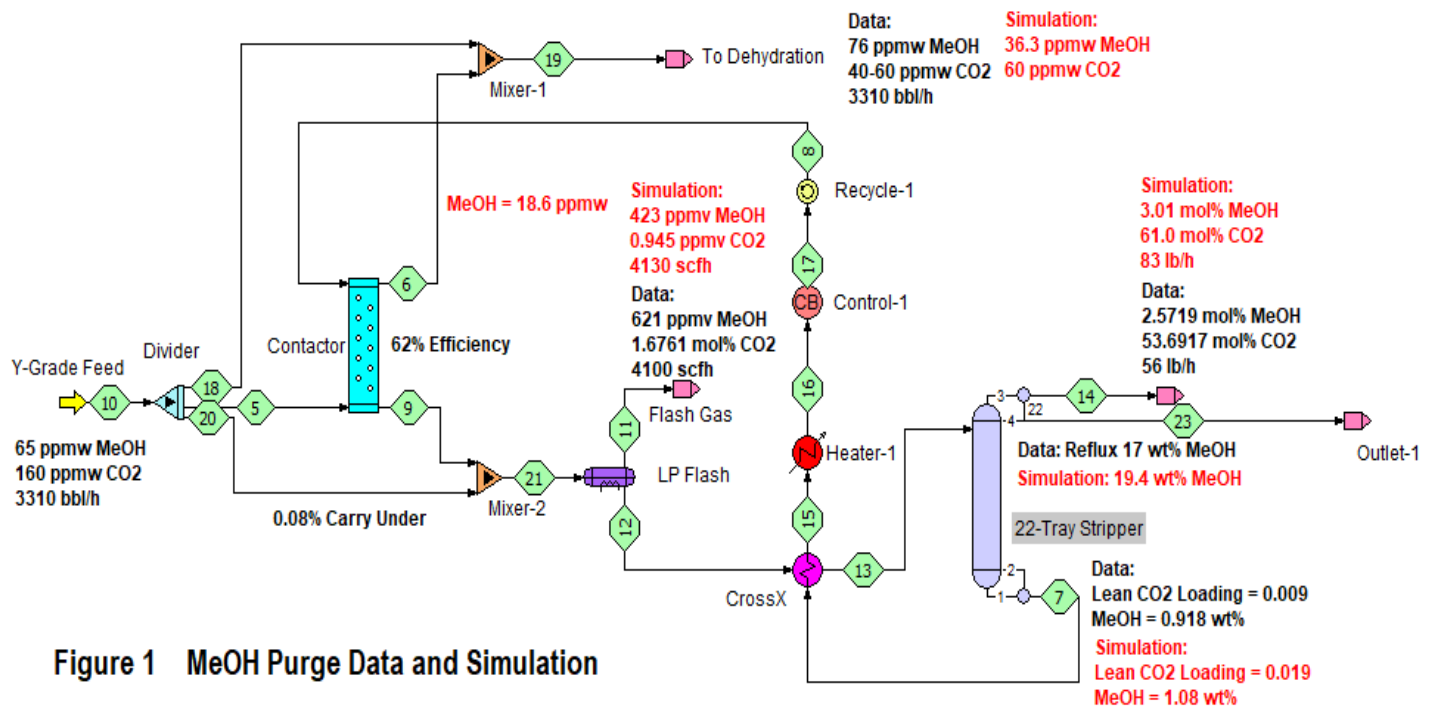 Data:
76 ppmw MeOH
40-60 ppmw CO2
3310 bbl/h
Simulation:
36.3 ppmw MeOH
60 ppmw CO2
19
To Dehydration
Mixer-1
8
Recycle-1
MeOH = 18.6 ppmw
Simulation:
423 ppmv MeOH
0.945 ppmv CO2
4130 scfh
Data:
621 ppmv MeOH
1.6761 mol% CO2
4100 scfh
Simulation:
3.01 mol% MeOH
61.0 mol% CO2
83 lb/h
Data:
2.5719 mol% MeOH
53.6917 mol% CO2
56 lb/h
17
CB
Control-1
6
Contactor
62% Efficiency
Divider
Y-Grade Feed
10
18
20
5
9
65 ppmw MeOH
160 ppmw CO2
3310 bbl/h
16
11
Flash Gas
LP Flash
21
Mixer-2
0.08% Carry Under
12
Heater-1
15
CrossX
13
3
22
4
14
23
Outlet-1
Data: Reflux 17 wt% MeOH
Simulation: 19.4 wt% MeOH
22-Tray Stripper
2
1
7
Data:
Lean CO2 Loading = 0.009
MeOH = 0.918 wt%
Simulation:
Lean CO2 Loading = 0.019
MeOH = 1.08 wt%
Figure 1 MeOH Purge Data and Simulation